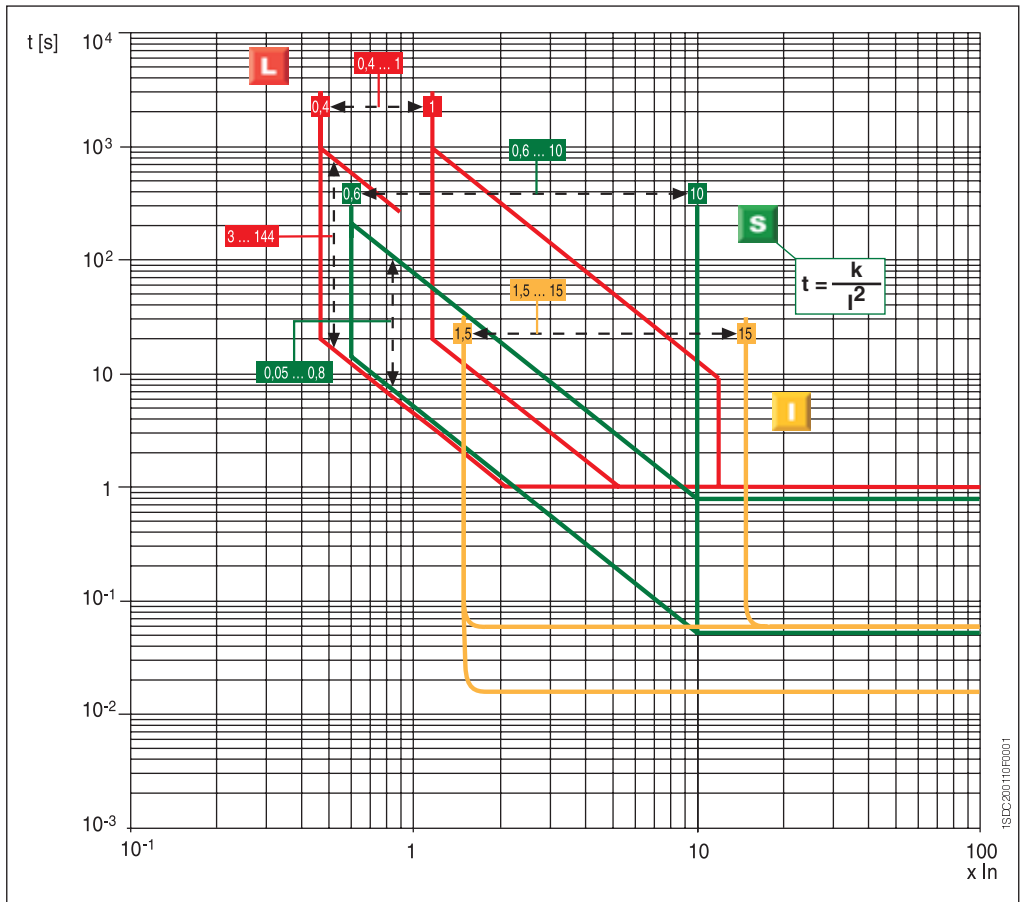 t [s]
10⁴
L
0,4 ... 1
0,4
1
10³
0,6 ... 10
0,6
10
S
3 ... 144
10²
t = k / I²
1,5 ... 15
1,5
15
0,05 ... 0,8
10
I
1
10⁻¹
10⁻²
10⁻³
10⁻¹
1
10
100
x In
1SDC200110F0001